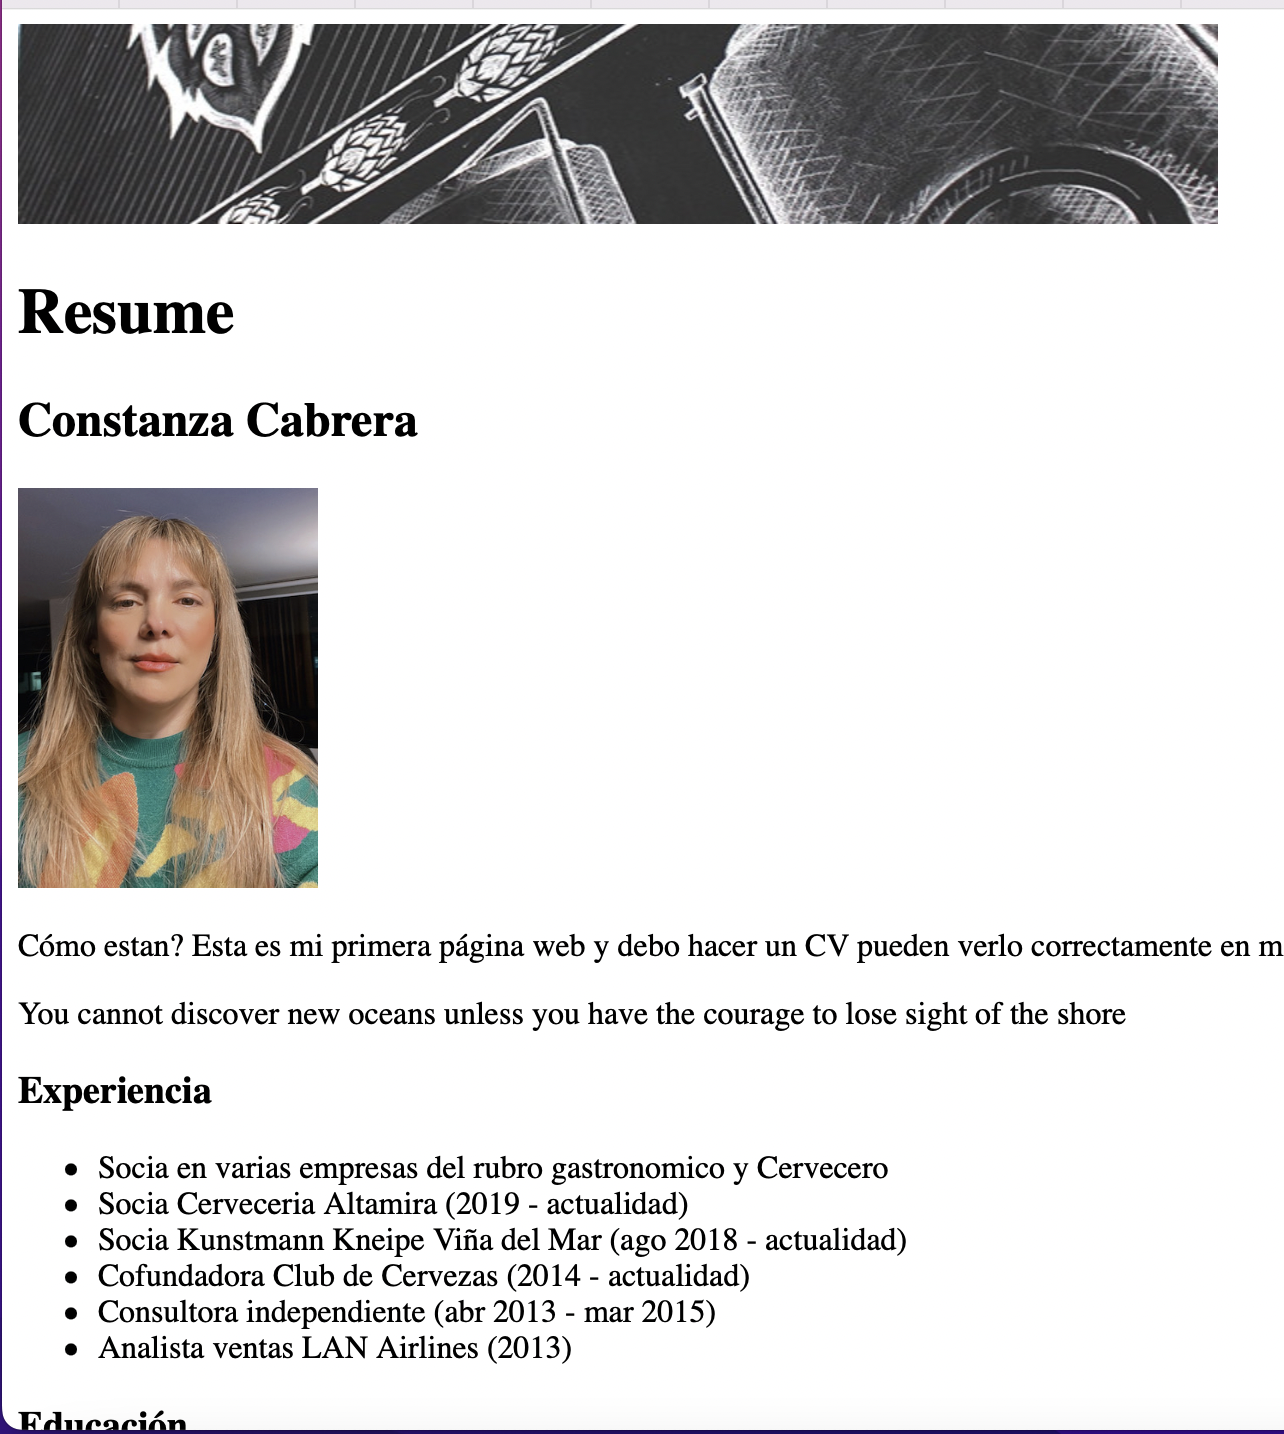 Resume
Constanza Cabrera
Cómo estan? Esta es mi primera página web y debo hacer un CV pueden verlo correctamente en
You cannot discover new oceans unless you have the courage to lose sight of the shore
Experiencia
Socia en varias empresas del rubro gastronomico y Cervecero
Socia Cerveceria Altamira (2019 - actualidad)
Socia Kunstmann Kneipe Viña del Mar (ago 2018 - actualidad)
Cofundadora Club de Cervezas (2014 - actualidad)
Consultora independiente (abr 2013 - mar 2015)
Analista ventas LAN Airlines (2013)
Educación